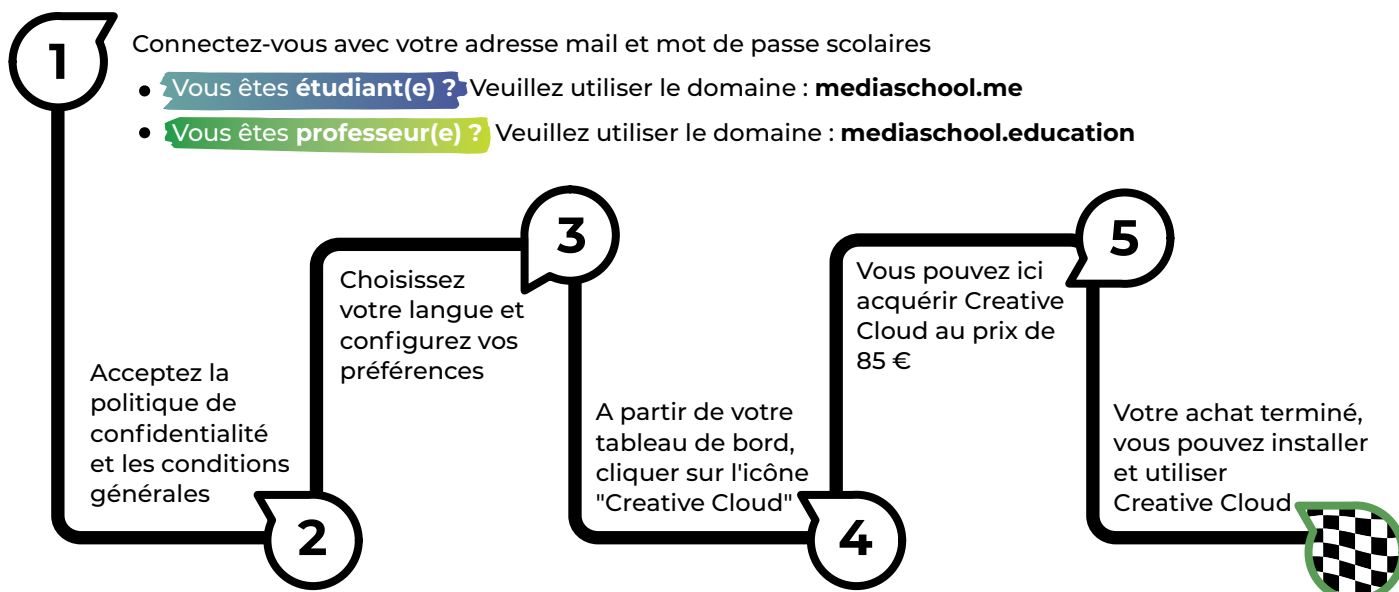 1
Connectez-vous avec votre adresse mail et mot de passe scolaires
• Vous êtes étudiant(e) ? Veuillez utiliser le domaine : mediaschool.me
• Vous êtes professeur(e) ? Veuillez utiliser le domaine : mediaschool.education
Acceptez la
politique de
confidentialité
et les conditions
générales
2
Choisissez
votre langue et
configurez vos
préférences
3
A partir de votre
tableau de bord,
cliquer sur l'icône
"Creative Cloud"
4
Vous pouvez ici
acquérir Creative
Cloud au prix de
85 €
5
Votre achat terminé,
vous pouvez installer
et utiliser
Creative Cloud